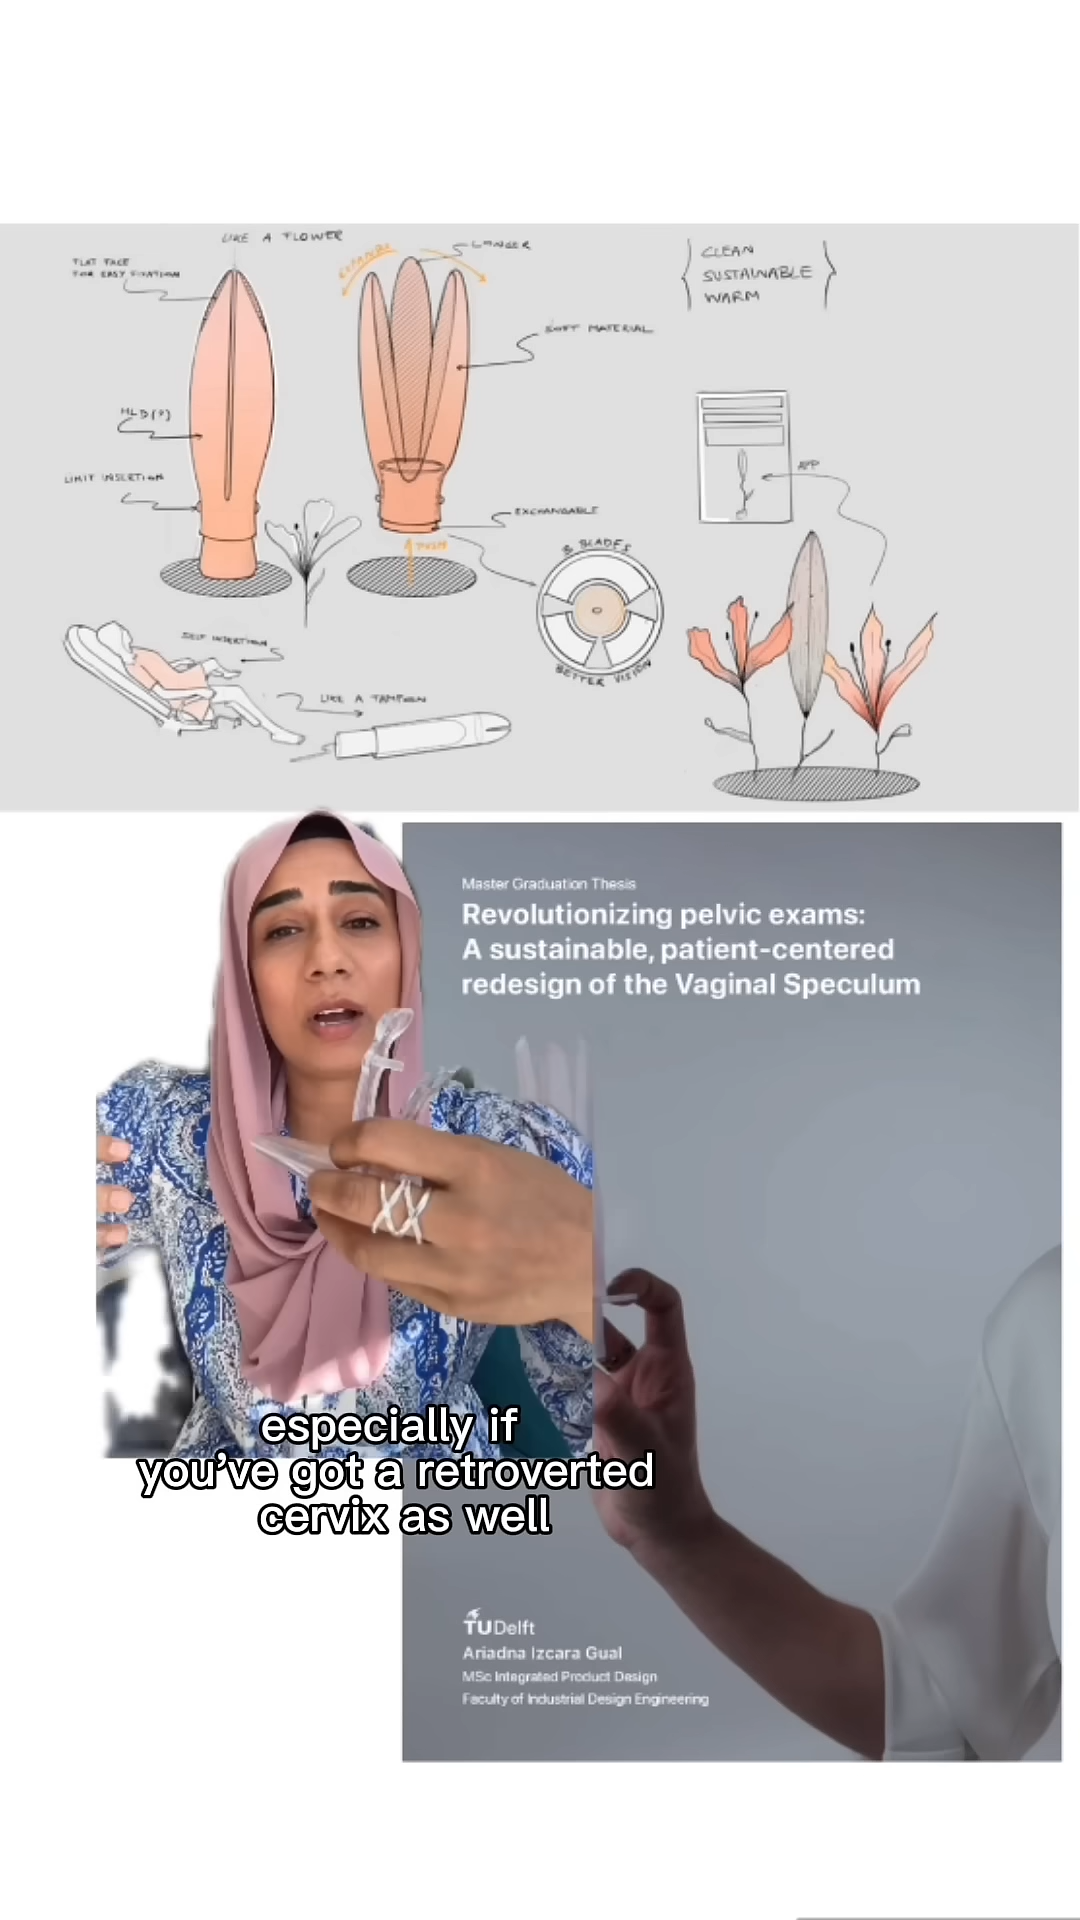 LIKE A FLOWER
FLAT FACE
FOR EASY FIXATION
EXPANDS
LONGER
CLEAN
SUSTAINABLE
WARM
SOFT MATERIAL
LIMIT INSERTION
APP
EXCHANGABLE
PUSH
3 BLADES
BETTER VISION
SELF INSERTION
LIKE A TAMPON
Master Graduation Thesis
Revolutionizing pelvic exams:
A sustainable, patient-centered
redesign of the Vaginal Speculum
especially if
you've got a retroverted
cervix as well
TUDelft
Ariadna Izcara Gual
MSc Integrated Product Design
Faculty of Industrial Design Engineering